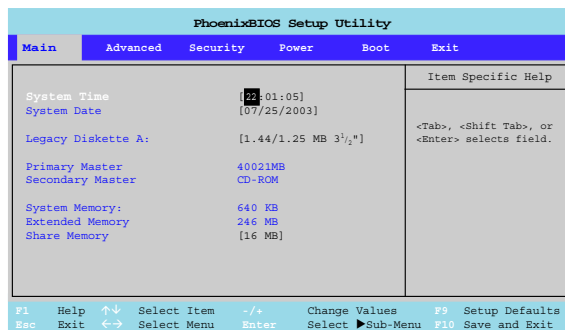 PhoenixBIOS Setup Utility
Main Advanced Security Power Boot Exit
Item Specific Help
System Time [22:01:05]
System Date [07/25/2003]
<Tab>, <Shift Tab>, or
<Enter> selects field.
Legacy Diskette A: [1.44/1.25 MB 3½"]
Primary Master 40021MB
Secondary Master CD-ROM
System Memory: 640 KB
Extended Memory 246 MB
Share Memory [16 MB]
F1 Help ↑↓ Select Item -/+ Change Values F9 Setup Defaults
Esc Exit ←→ Select Menu Enter Select ▶Sub-Menu F10 Save and Exit